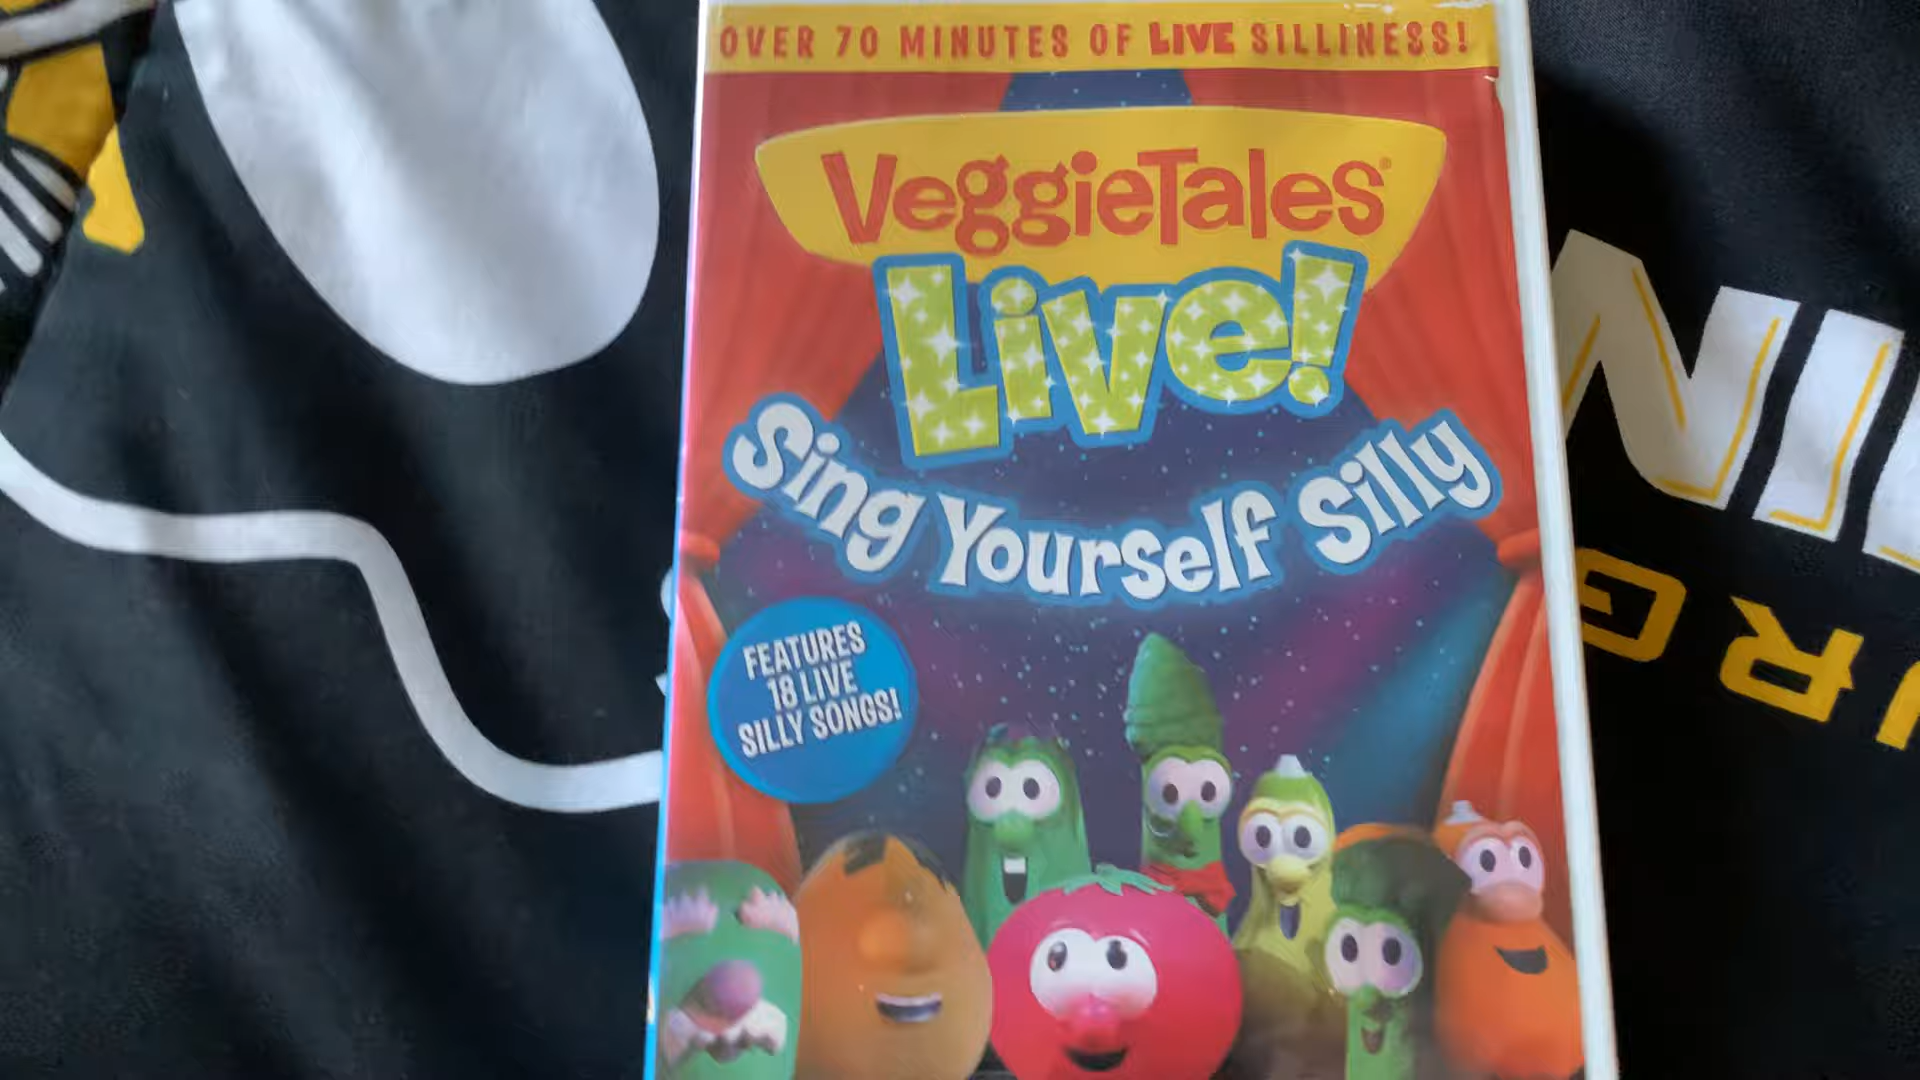 OVER 70 MINUTES OF LIVE SILLINESS!
VeggieTales®
Live!
Sing Yourself Silly
FEATURES
18 LIVE
SILLY SONGS!